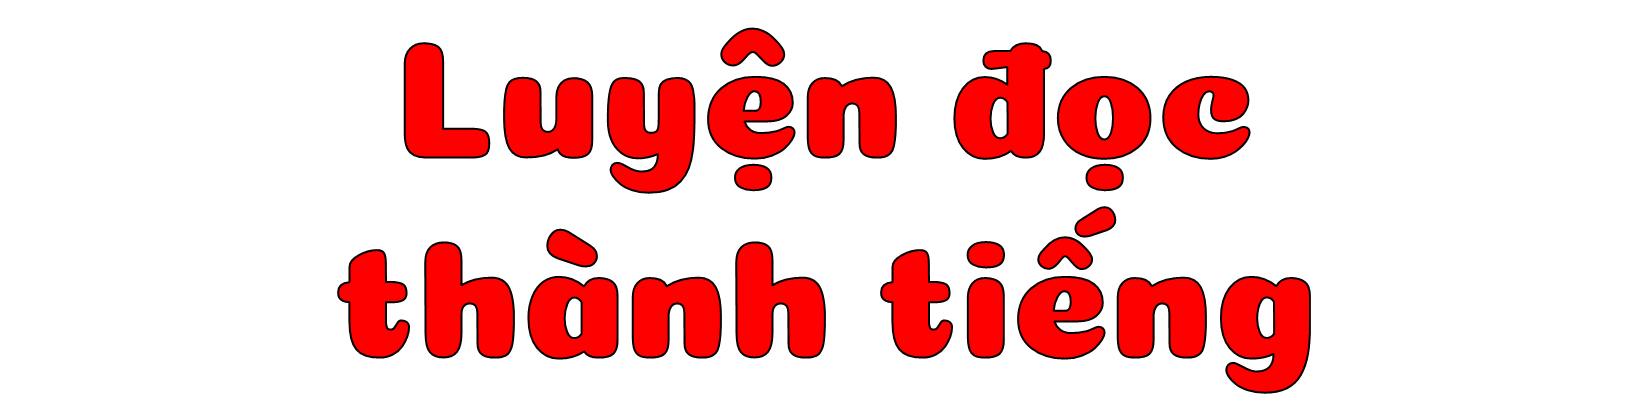 Luyện đọc
thành tiếng